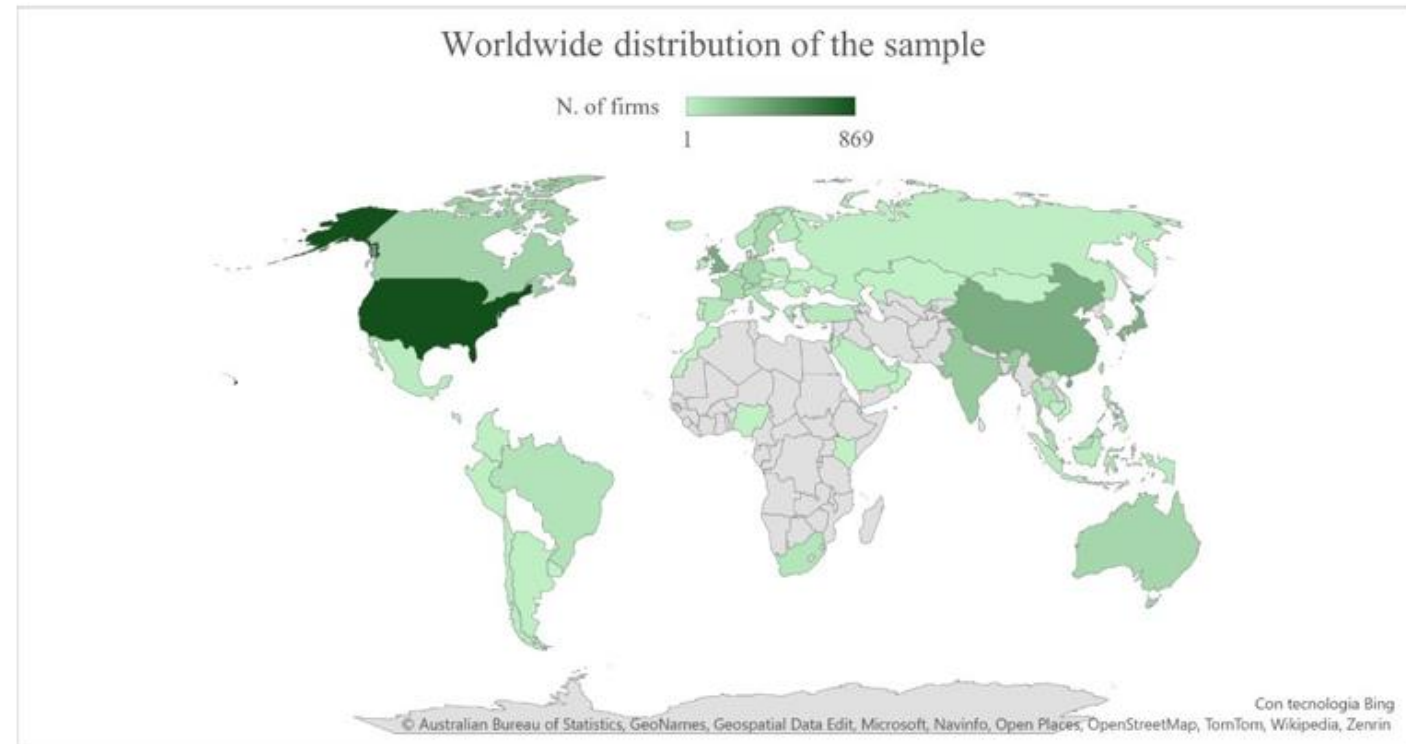 Worldwide distribution of the sample
N. of firms
1 869
Con tecnologia Bing
© Australian Bureau of Statistics, GeoNames, Geospatial Data Edit, Microsoft, Navinfo, Open Places, OpenStreetMap, TomTom, Wikipedia, Zenrin